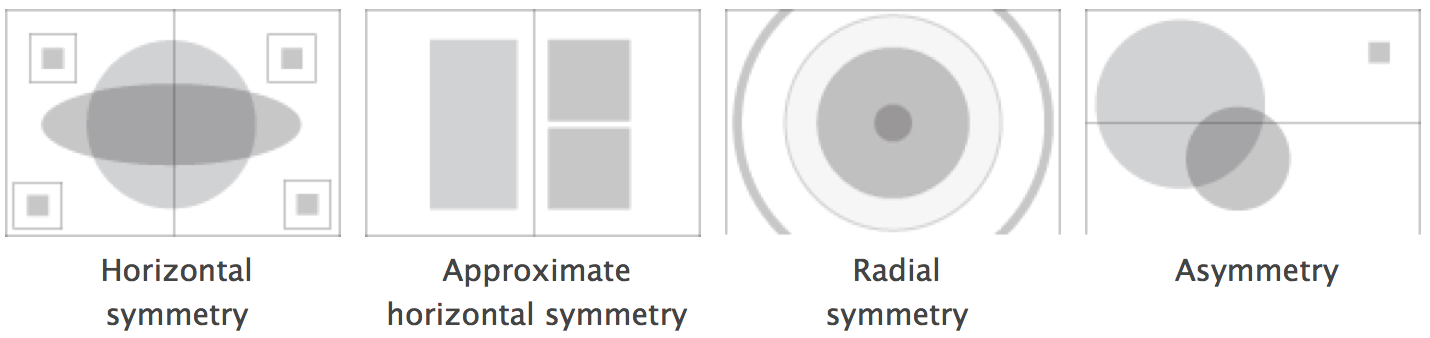 Horizontal
symmetry
Approximate
horizontal symmetry
Radial
symmetry
Asymmetry